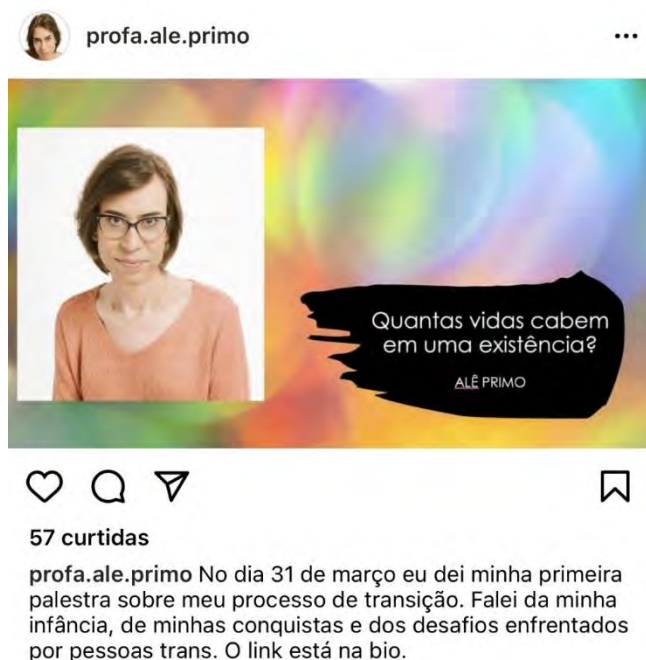 profa.ale.primo
Quantas vidas cabem
em uma existência?
ALÊ PRIMO
57 curtidas
profa.ale.primo No dia 31 de março eu dei minha primeira
palestra sobre meu processo de transição. Falei da minha
infância, de minhas conquistas e dos desafios enfrentados
por pessoas trans. O link está na bio.